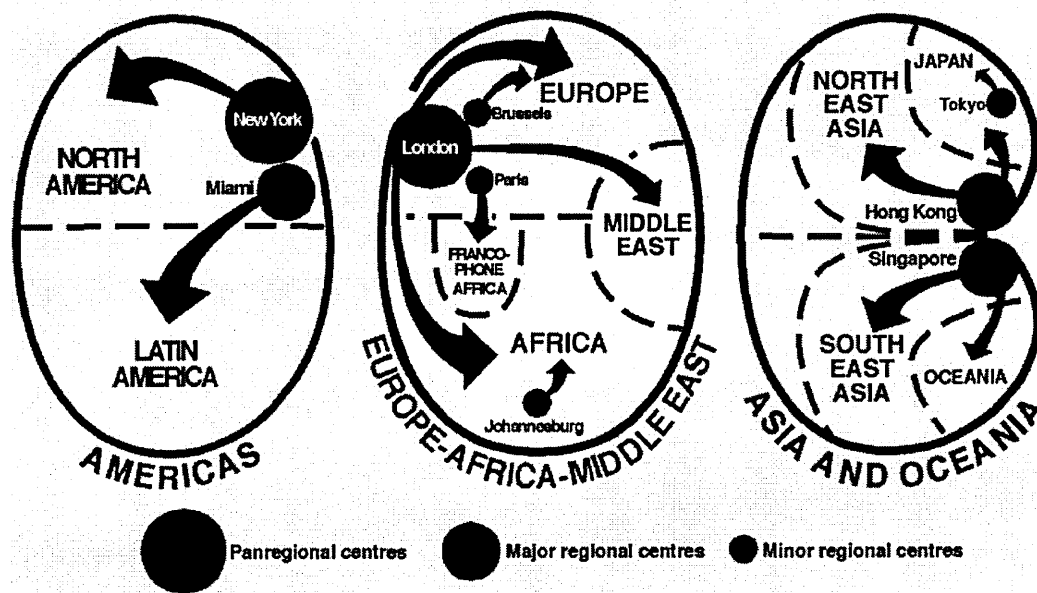 New York
NORTH
AMERICA
Miami
LATIN
AMERICA
AMERICAS
EUROPE
Brussels
London
Paris
MIDDLE
EAST
FRANCO-
PHONE
AFRICA
AFRICA
Johannesburg
EUROPE-AFRICA-MIDDLE EAST
JAPAN
NORTH
EAST
ASIA
Tokyo
Hong Kong
Singapore
SOUTH
EAST
ASIA
OCEANIA
ASIA AND OCEANIA
Panregional centres
Major regional centres
Minor regional centres